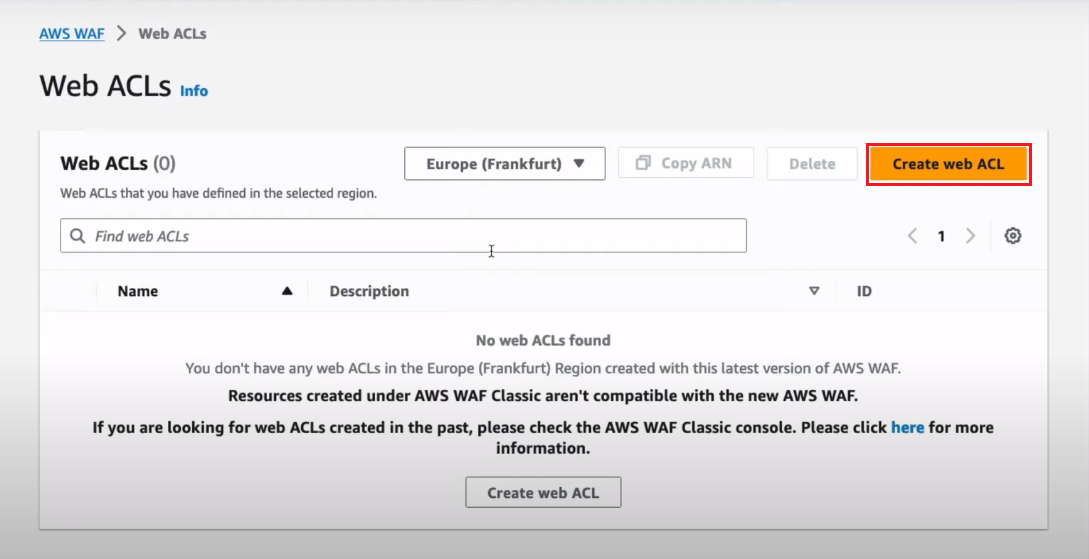 AWS WAF > Web ACLs
Web ACLs Info
Web ACLs (0)
Europe (Frankfurt)
Copy ARN
Delete
Create web ACL
Web ACLs that you have defined in the selected region.
Find web ACLs
1
Name
Description
ID
No web ACLs found
You don't have any web ACLs in the Europe (Frankfurt) Region created with this latest version of AWS WAF.
Resources created under AWS WAF Classic aren't compatible with the new AWS WAF.
If you are looking for web ACLs created in the past, please check the AWS WAF Classic console. Please click here for more
information.
Create web ACL